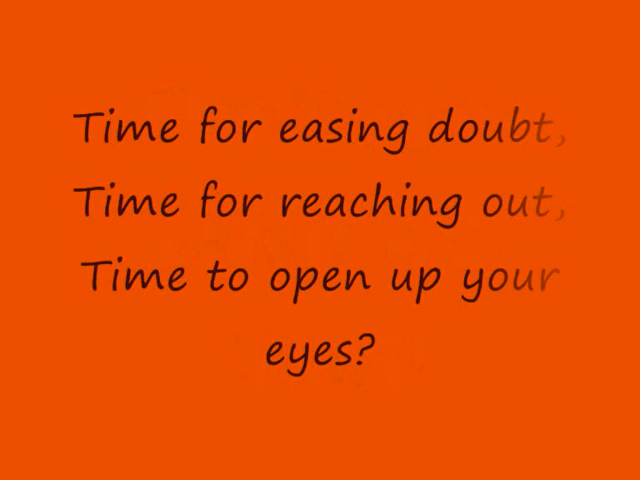 Time for easing doubt,
Time for reaching out,
Time to open up your
eyes?